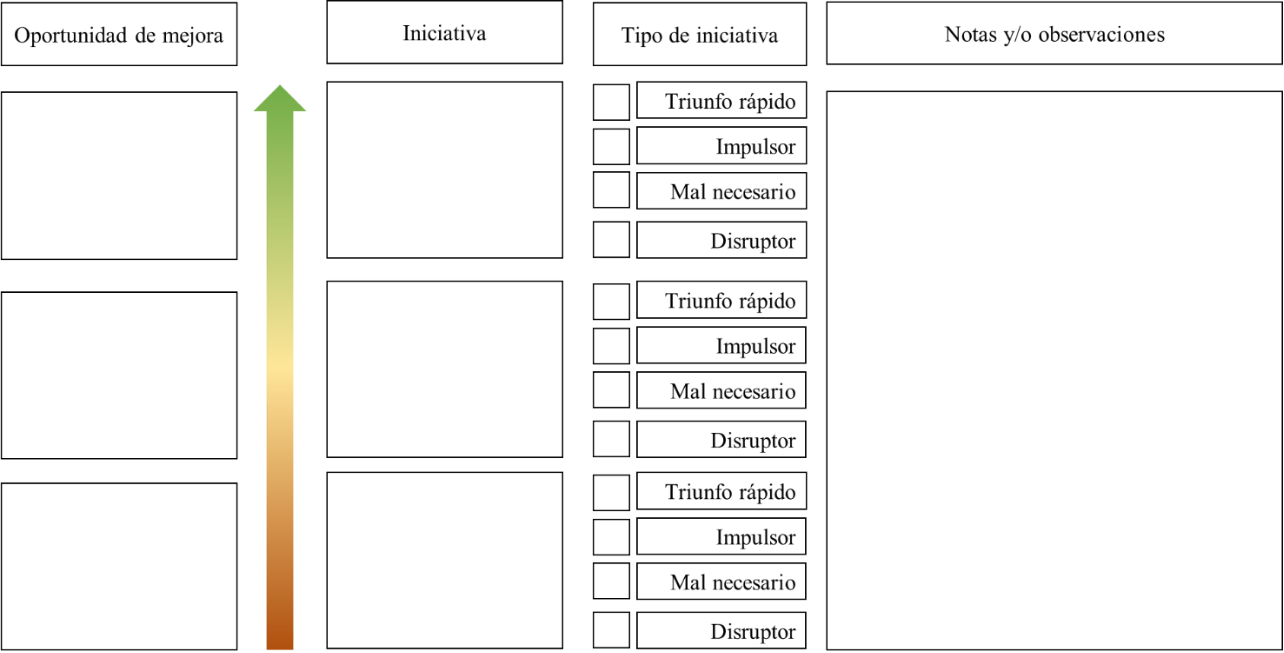 Oportunidad de mejora
Iniciativa
Tipo de iniciativa
Notas y/o observaciones
Triunfo rápido
Impulsor
Mal necesario
Disruptor
Triunfo rápido
Impulsor
Mal necesario
Disruptor
Triunfo rápido
Impulsor
Mal necesario
Disruptor